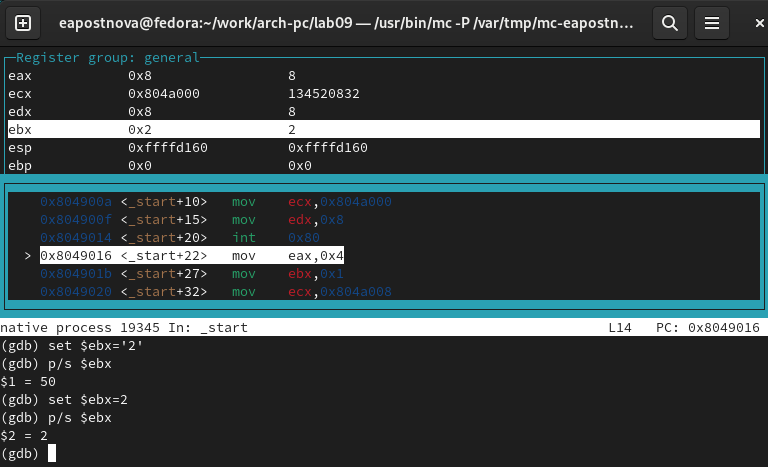 eapostnova@fedora:~/work/arch-pc/lab09 — /usr/bin/mc -P /var/tmp/mc-eapostn…
Register group: general
eax 0x8 8
ecx 0x804a000 134520832
edx 0x8 8
ebx 0x2 2
esp 0xffffd160 0xffffd160
ebp 0x0 0x0
0x804900a <_start+10> mov ecx,0x804a000
0x804900f <_start+15> mov edx,0x8
0x8049014 <_start+20> int 0x80
> 0x8049016 <_start+22> mov eax,0x4
0x804901b <_start+27> mov ebx,0x1
0x8049020 <_start+32> mov ecx,0x804a008
native process 19345 In: _start L14 PC: 0x8049016
(gdb) set $ebx='2'
(gdb) p/s $ebx
$1 = 50
(gdb) set $ebx=2
(gdb) p/s $ebx
$2 = 2
(gdb)